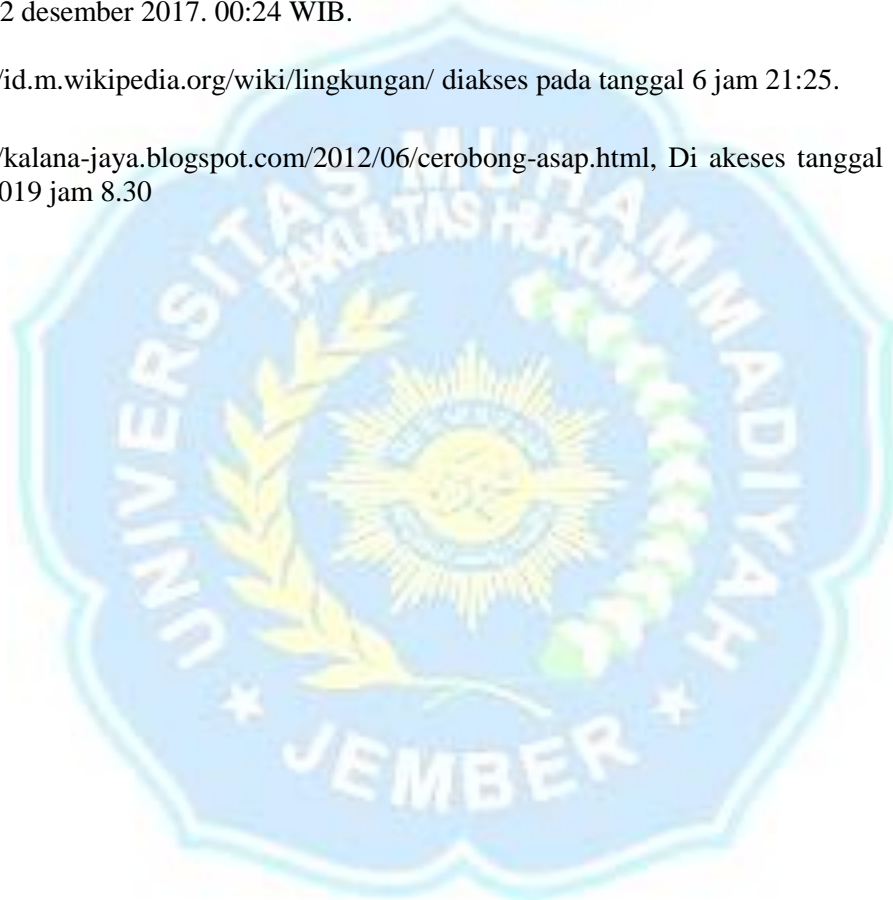 2 desember 2017. 00:24 WIB.
/id.m.wikipedia.org/wiki/lingkungan/ diakses pada tanggal 6 jam 21:25.
/kalana-jaya.blogspot.com/2012/06/cerobong-asap.html, Di akeses tanggal
019 jam 8.30
UNIVERSITAS MUHAMMADIYAH
FAKULTAS HUKUM
JEMBER